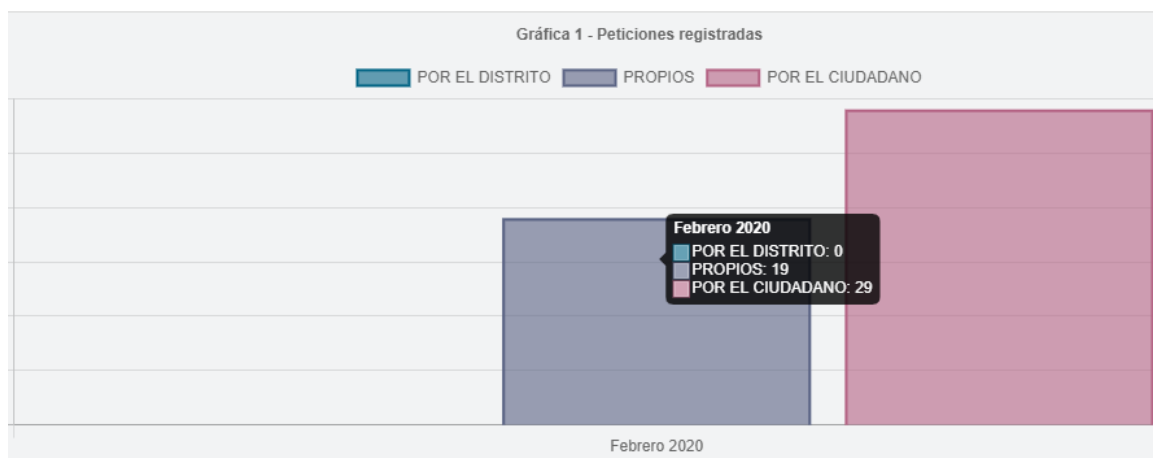 Gráfica 1 - Peticiones registradas
POR EL DISTRITO PROPIOS POR EL CIUDADANO
Febrero 2020
POR EL DISTRITO: 0
PROPIOS: 19
POR EL CIUDADANO: 29
Febrero 2020